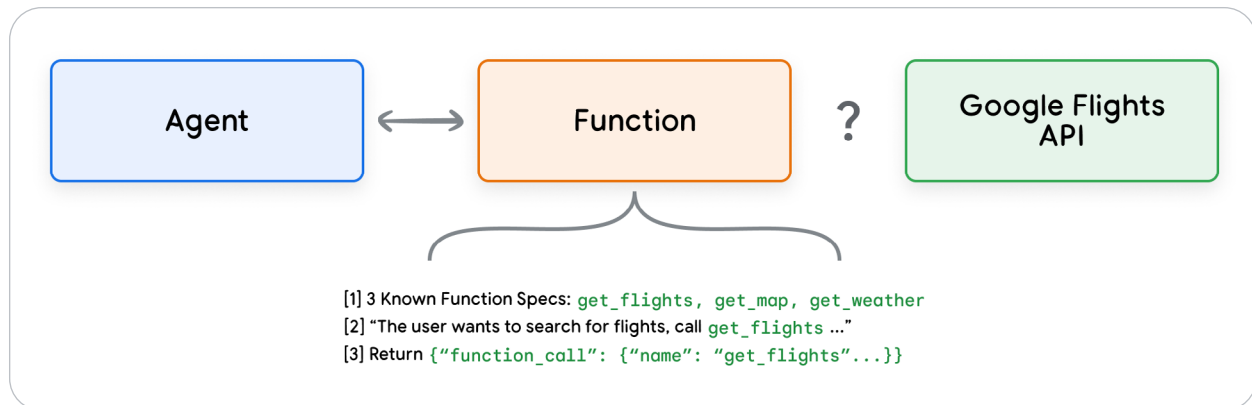 Agent
Function
?
Google Flights
API
[1] 3 Known Function Specs: get_flights, get_map, get_weather
[2] “The user wants to search for flights, call get_flights ...”
[3] Return {“function_call”: {“name”: “get_flights”...}}